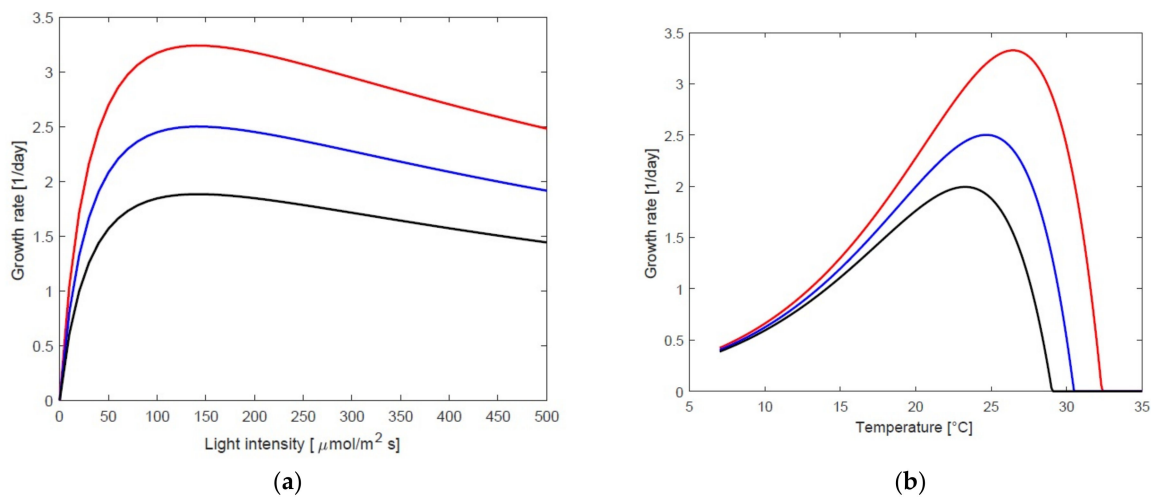 3.5
3
2.5
2
1.5
1
0.5
0
Growth rate [1/day]
0 50 100 150 200 250 300 350 400 450 500
Light intensity [ μmol/m² s]
(a)
3.5
3
2.5
2
1.5
1
0.5
0
Growth rate [1/day]
5 10 15 20 25 30 35
Temperature [°C]
(b)